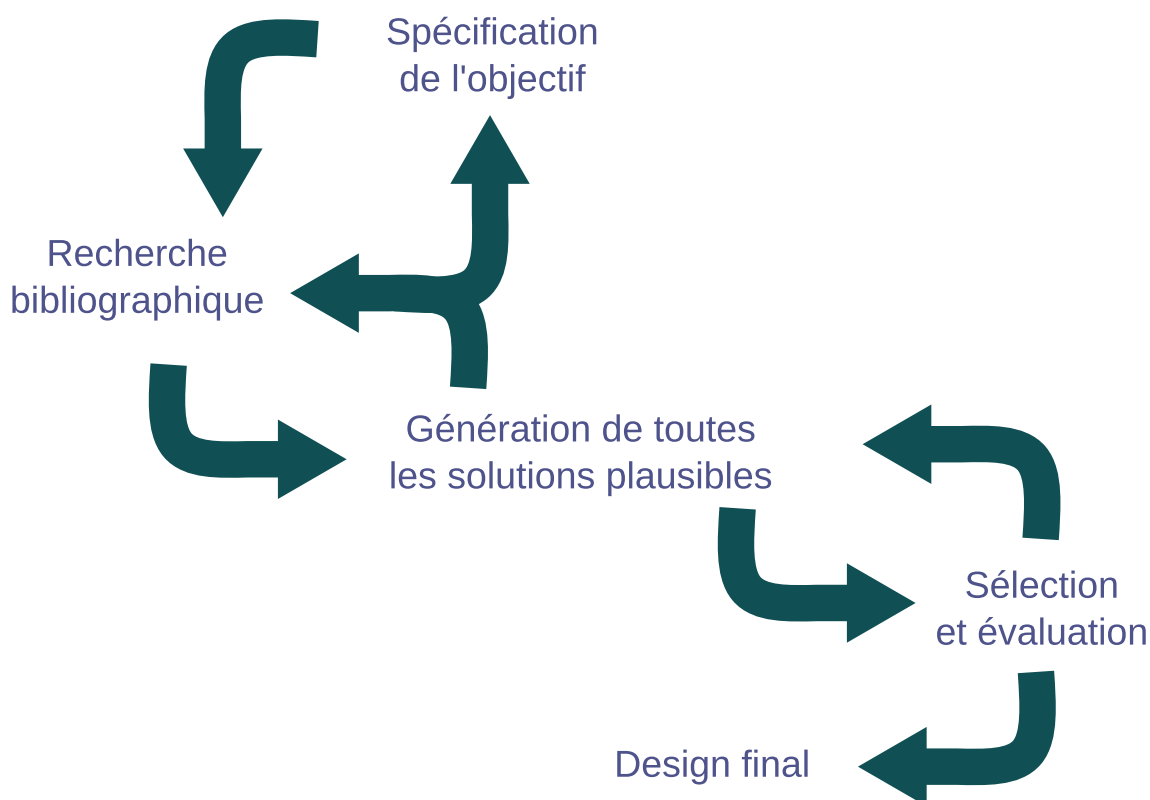 Spécification
de l'objectif
Recherche
bibliographique
Génération de toutes
les solutions plausibles
Sélection
et évaluation
Design final